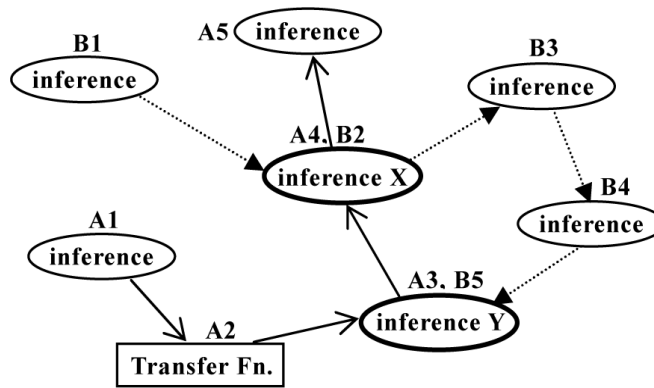 A5 inference
B1
inference
B3
inference
A4, B2
inference X
B4
inference
A1
inference
A3, B5
inference Y
A2
Transfer Fn.